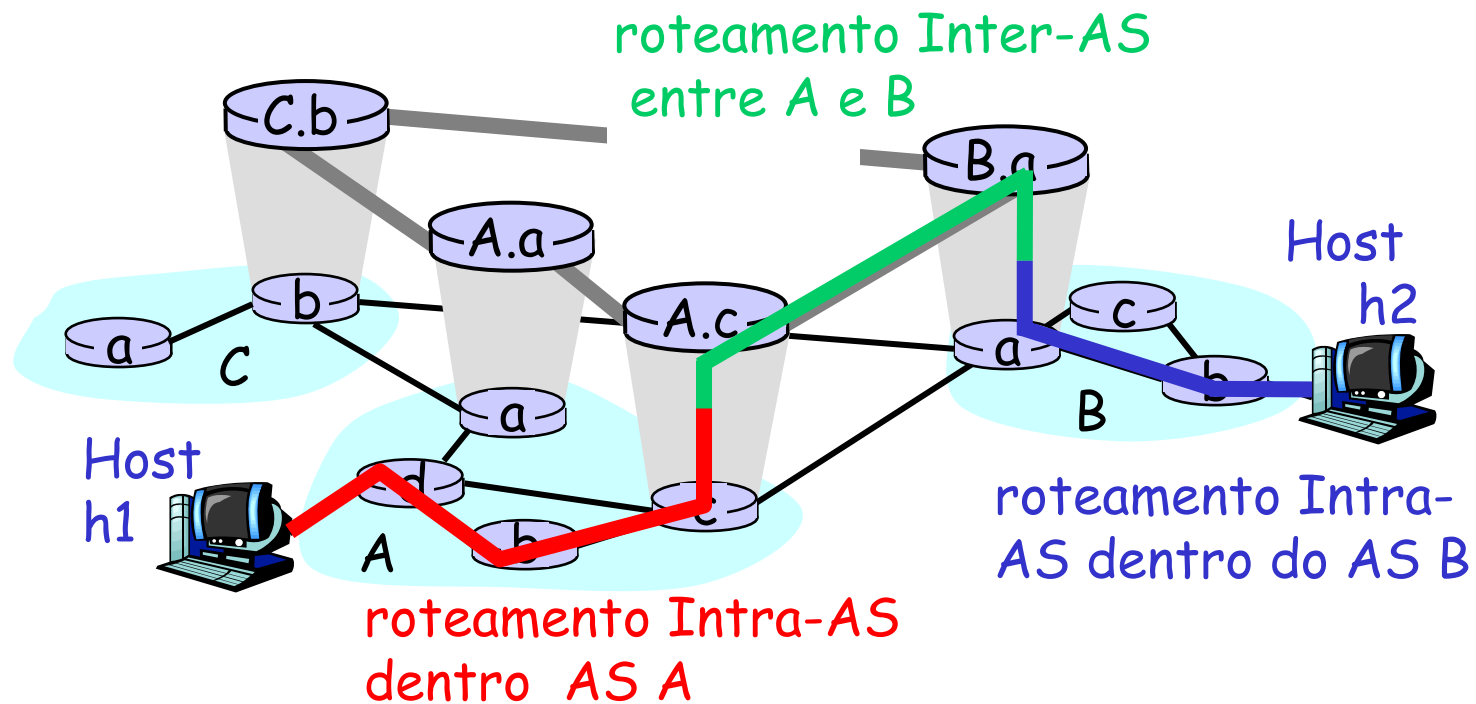 roteamento Inter-AS
entre A e B
C.b
B.a
A.a
Host
h2
A.c
b
c
a
C
a
b
B
a
Host
h1
d
c
b
A
roteamento Intra-
AS dentro do AS B
roteamento Intra-AS
dentro AS A